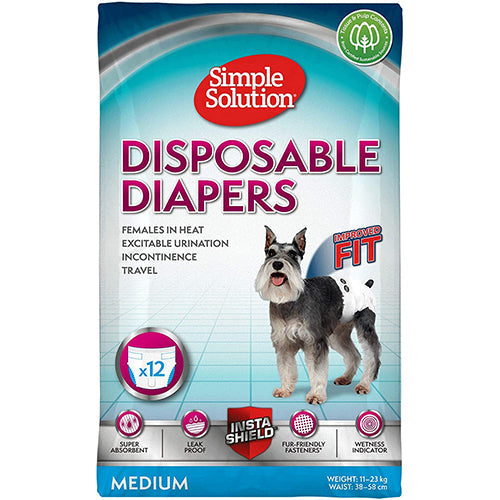 Tissue & Pulp Contents
Simple
Solution®
DISPOSABLE
DIAPERS
FEMALES IN HEAT
EXCITABLE URINATION
INCONTINENCE
TRAVEL
IMPROVED
FIT
x12
SUPER
ABSORBENT
LEAK
PROOF
INSTA
SHIELD
FUR-FRIENDLY
FASTENERS*
WETNESS
INDICATOR
MEDIUM
WEIGHT: 11-23 kg
WAIST: 38-58 cm